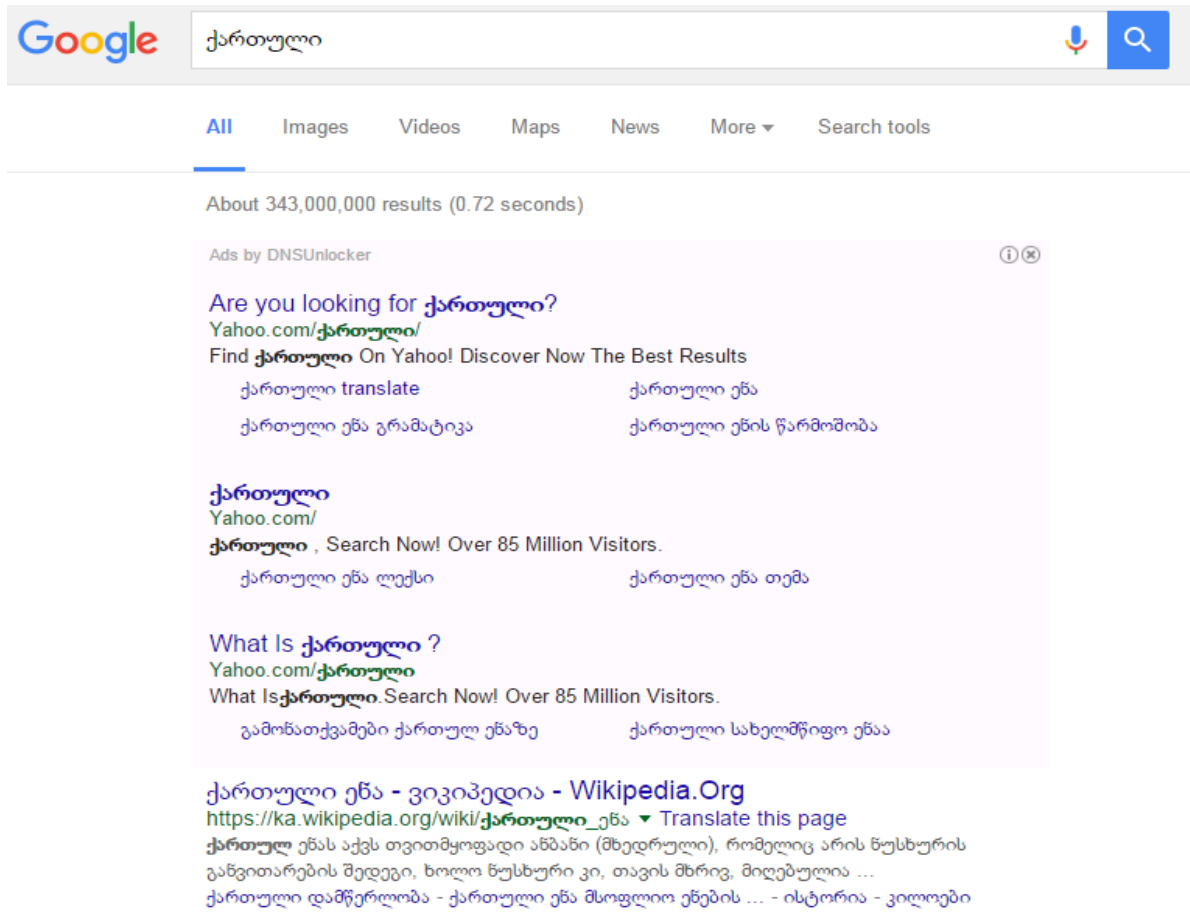 Google
ქართული
All Images Videos Maps News More Search tools
About 343,000,000 results (0.72 seconds)
Ads by DNSUnlocker
Are you looking for ქართული?
Yahoo.com/ქართული/
Find ქართული On Yahoo! Discover Now The Best Results
ქართული translate ქართული ენა
ქართული ენა გრამატიკა ქართული ენის წარმოშობა
ქართული
Yahoo.com/
ქართული , Search Now! Over 85 Million Visitors.
ქართული ენა ლექსი ქართული ენა თემა
What Is ქართული ?
Yahoo.com/ქართული
What Isქართული.Search Now! Over 85 Million Visitors.
გამონათქვამები ქართულ ენაზე ქართული სახელმწიფო ენაა
ქართული ენა - ვიკიპედია - Wikipedia.Org
https://ka.wikipedia.org/wiki/ქართული_ენა Translate this page
ქართულ ენას აქვს თვითმყოფადი ანბანი (მხედრული), რომელიც არის ნუსხურის
განვითარების შედეგი, ხოლო ნუსხური კი, თავის მხრივ, მიღებულია ...
ქართული დამწერლობა - ქართული ენა მსოფლიო ენების ... - ისტორია - კილოები